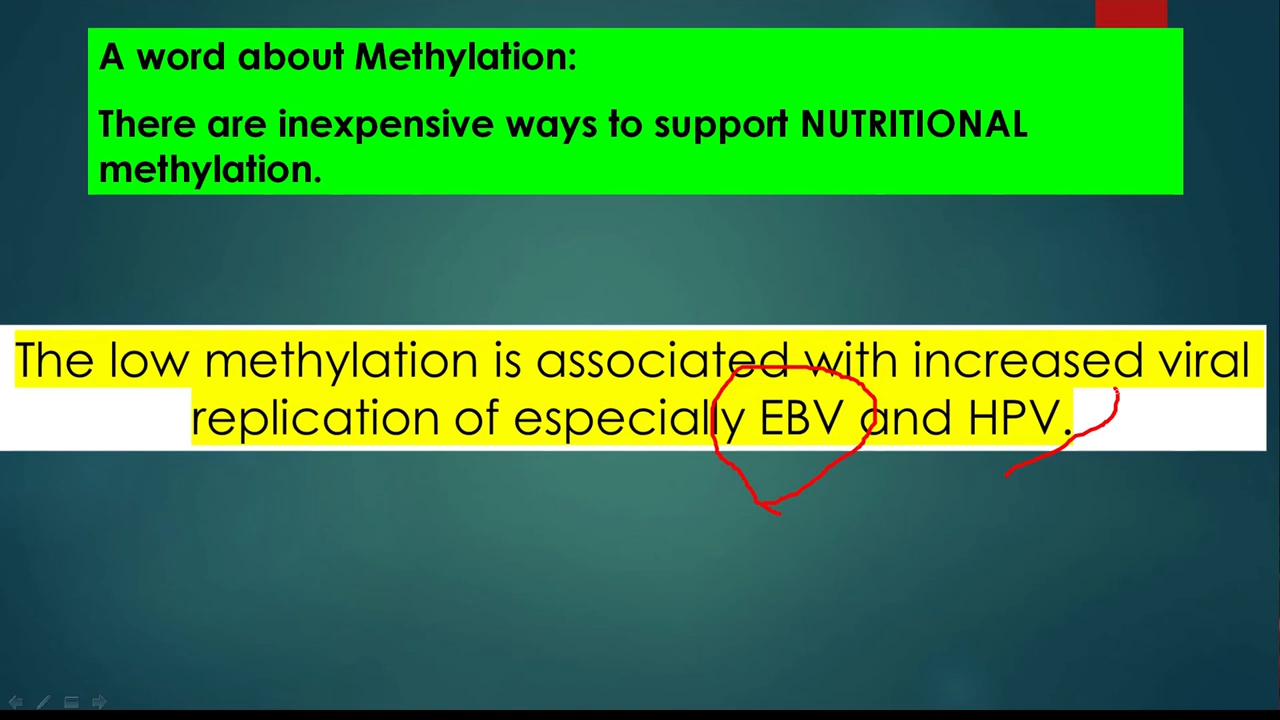 A word about Methylation:
There are inexpensive ways to support NUTRITIONAL
methylation.
The low methylation is associated with increased viral
replication of especially EBV and HPV.